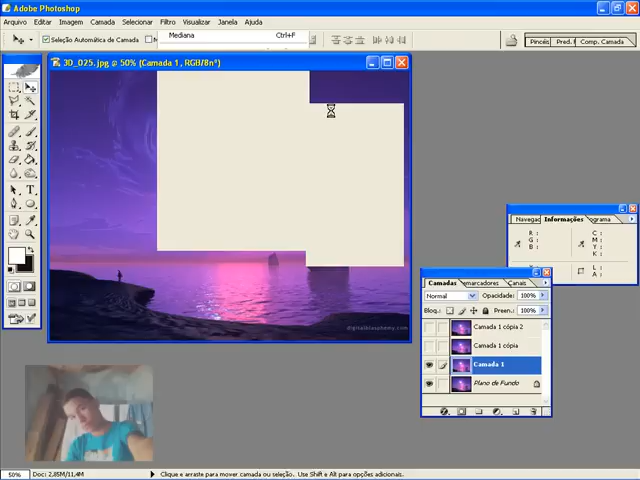 Adobe Photoshop
Arquivo Editar Imagem Camada Selecionar Filtro Visualizar Janela Ajuda
Mediana Ctrl+F
Seleção Automática de Camada
Pincéis Pred. Comp. Camada
3D_025.jpg @ 50% (Camada 1, RGB/8n*)
Informações
R :
G :
B :
C :
M :
Y :
K :
X :
L :
A :
Camadas Canais
Normal Opacidade: 100%
Bloq.: Preen.: 100%
Camada 1 cópia 2
Camada 1 cópia
Camada 1
Plano de Fundo
digitalblasphemy.com
50% Doc: 2,85M/11,4M Clique e arraste para mover camada ou seleção. Use Shift e Alt para opções adicionais.